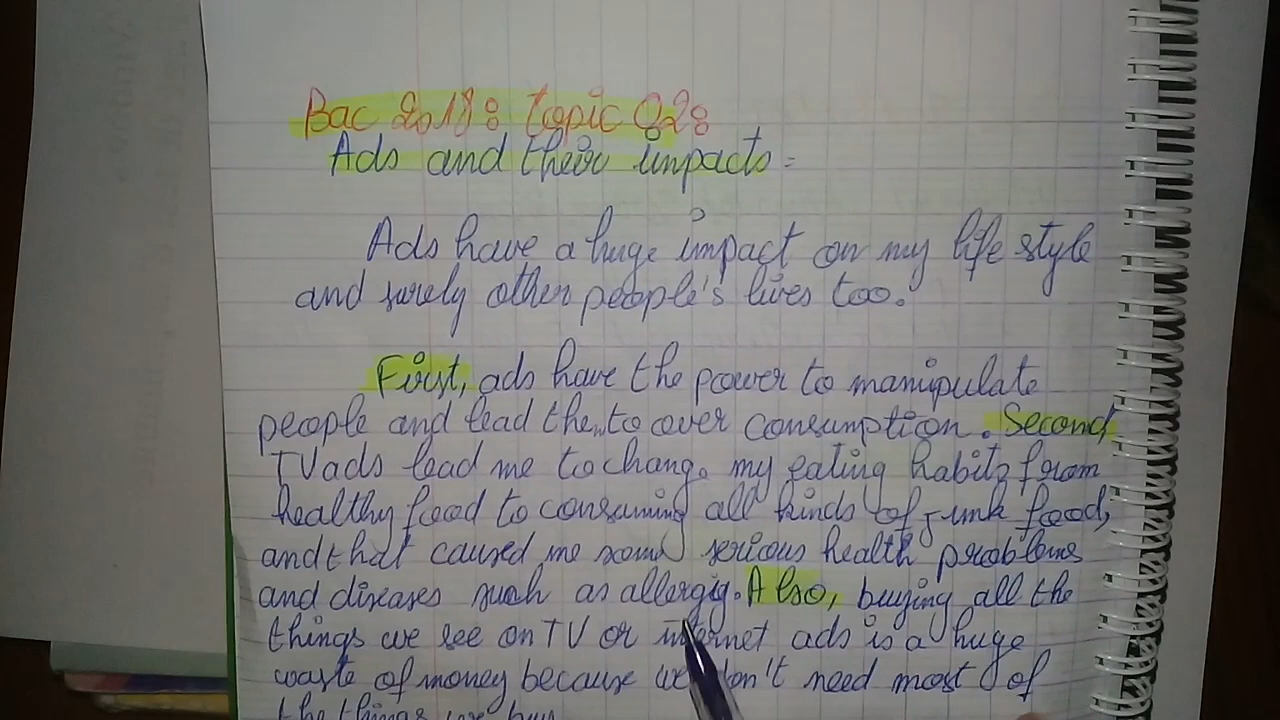 Bac 2018: topic 02:
Ads and their impacts:
Ads have a huge impact on my life style
and surely other people's lives too.
First, ads have the power to manipulate
people and lead them to over consumption. Second
TV ads lead me to change my eating habits from
healthy food to consuming all kinds of junk food,
and that caused me some serious health problems
and diseases such as allergy. Also, buying all the
things we see on TV or internet ads is a huge
waste of money because we don't need most of
the things we buy